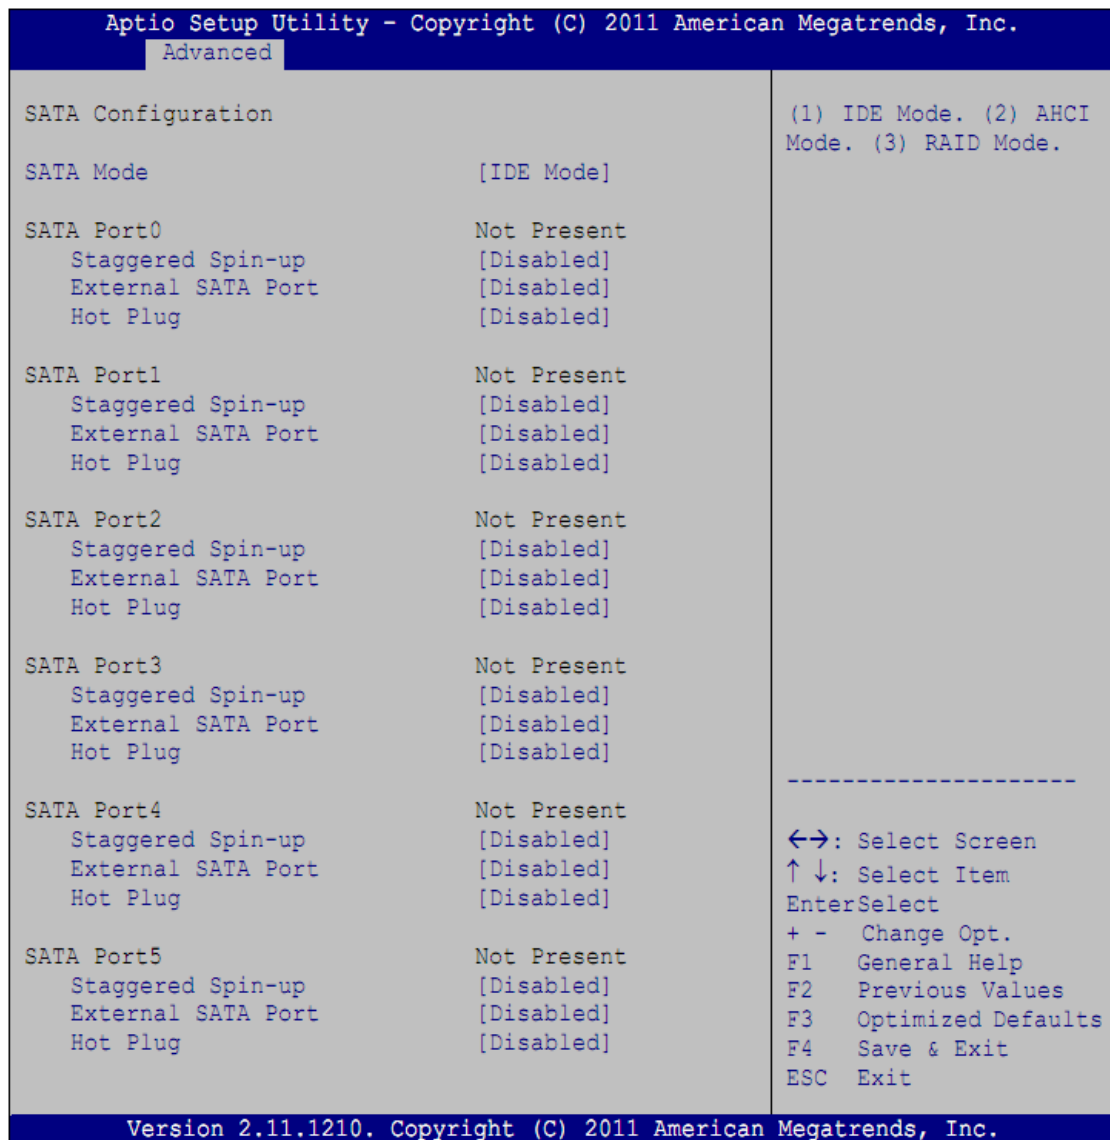 Aptio Setup Utility – Copyright (C) 2011 American Megatrends, Inc.
Advanced
SATA Configuration
SATA Mode [IDE Mode]
SATA Port0 Not Present
Staggered Spin-up [Disabled]
External SATA Port [Disabled]
Hot Plug [Disabled]
SATA Port1 Not Present
Staggered Spin-up [Disabled]
External SATA Port [Disabled]
Hot Plug [Disabled]
SATA Port2 Not Present
Staggered Spin-up [Disabled]
External SATA Port [Disabled]
Hot Plug [Disabled]
SATA Port3 Not Present
Staggered Spin-up [Disabled]
External SATA Port [Disabled]
Hot Plug [Disabled]
SATA Port4 Not Present
Staggered Spin-up [Disabled]
External SATA Port [Disabled]
Hot Plug [Disabled]
SATA Port5 Not Present
Staggered Spin-up [Disabled]
External SATA Port [Disabled]
Hot Plug [Disabled]
(1) IDE Mode. (2) AHCI
Mode. (3) RAID Mode.
---------------------
←→: Select Screen
↑ ↓: Select Item
EnterSelect
+ - Change Opt.
F1 General Help
F2 Previous Values
F3 Optimized Defaults
F4 Save & Exit
ESC Exit
Version 2.11.1210. Copyright (C) 2011 American Megatrends, Inc.